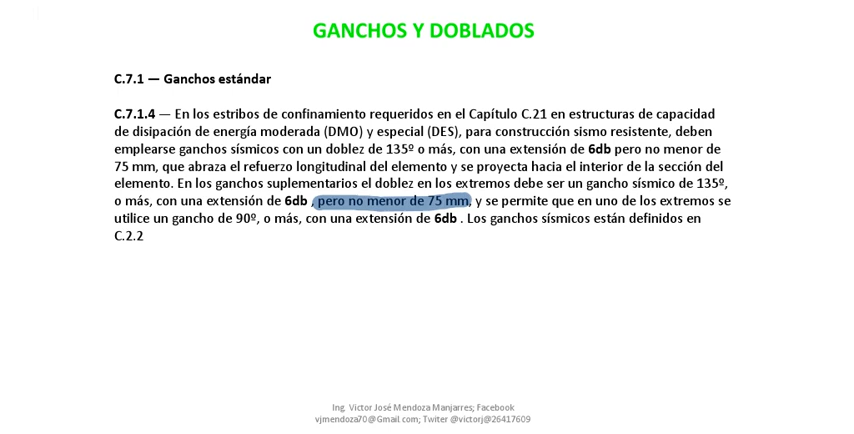 GANCHOS Y DOBLADOS
C.7.1 — Ganchos estándar
C.7.1.4 — En los estribos de confinamiento requeridos en el Capítulo C.21 en estructuras de capacidad
de disipación de energía moderada (DMO) y especial (DES), para construcción sismo resistente, deben
emplearse ganchos sísmicos con un doblez de 135º o más, con una extensión de 6db pero no menor de
75 mm, que abraza el refuerzo longitudinal del elemento y se proyecta hacia el interior de la sección del
elemento. En los ganchos suplementarios el doblez en los extremos debe ser un gancho sísmico de 135º,
o más, con una extensión de 6db , pero no menor de 75 mm, y se permite que en uno de los extremos se
utilice un gancho de 90º, o más, con una extensión de 6db . Los ganchos sísmicos están definidos en
C.2.2
Ing. Victor José Mendoza Manjarres; Facebook
vjmendoza70@Gmail.com; Twiter @victorj@26417609